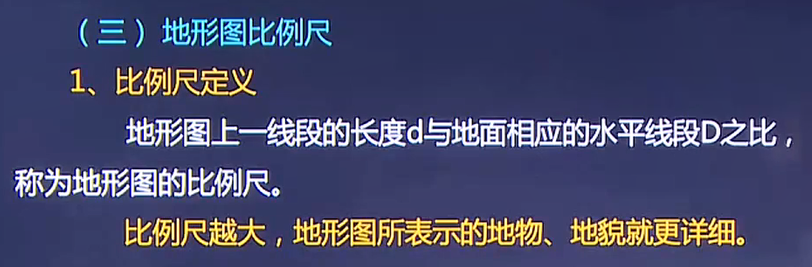 （三）地形图比例尺
1、比例尺定义
地形图上一线段的长度d与地面相应的水平线段D之比，
称为地形图的比例尺。
比例尺越大，地形图所表示的地物、地貌就更详细。